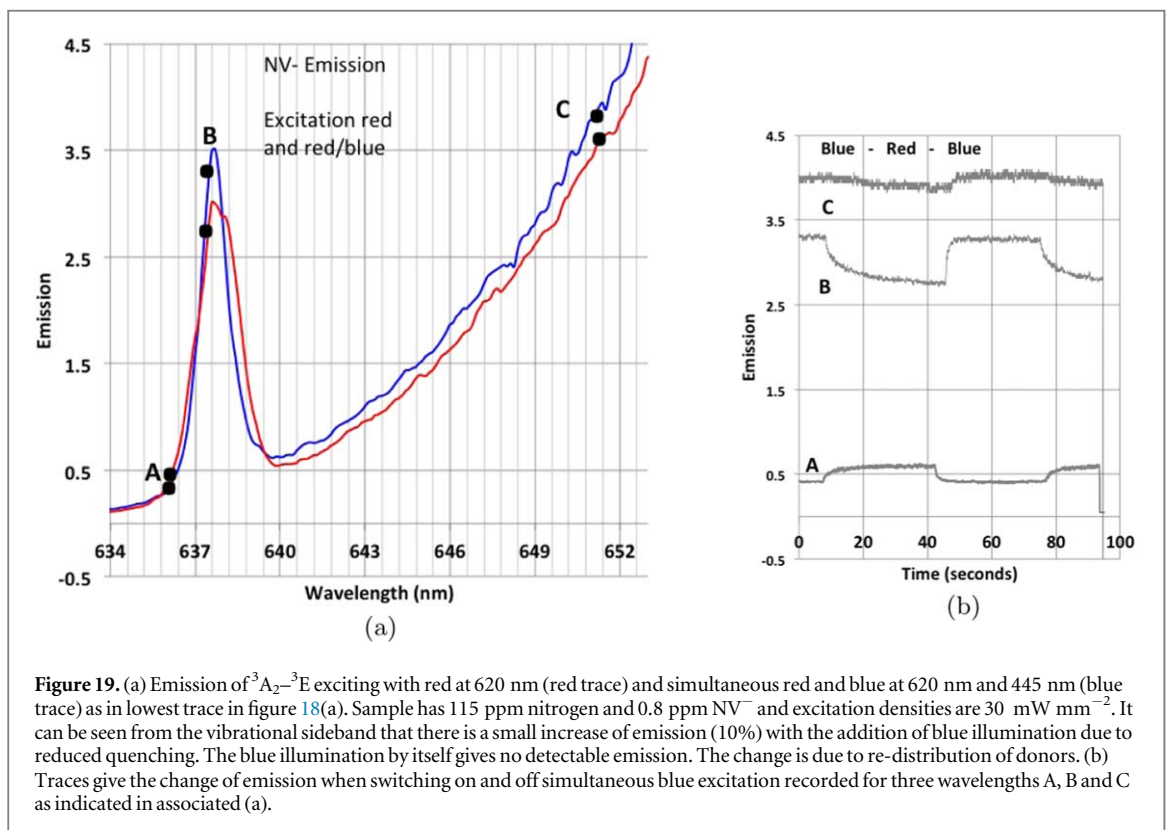 4.5
NV- Emission
Excitation red
and red/blue
B
C
3.5
2.5
1.5
A
0.5
634 637 640 643 646 649 652
-0.5
Emission
Wavelength (nm)
(a)
4.5
Blue - Red - Blue
C
3.5
B
2.5
1.5
A
0.5
0 20 40 60 80 100
-0.5
Emission
Time (seconds)
(b)
Figure 19. (a) Emission of ³A₂–³E exciting with red at 620 nm (red trace) and simultaneous red and blue at 620 nm and 445 nm (blue
trace) as in lowest trace in figure 18(a). Sample has 115 ppm nitrogen and 0.8 ppm NV⁻ and excitation densities are 30 mW mm⁻². It
can be seen from the vibrational sideband that there is a small increase of emission (10%) with the addition of blue illumination due to
reduced quenching. The blue illumination by itself gives no detectable emission. The change is due to re-distribution of donors. (b)
Traces give the change of emission when switching on and off simultaneous blue excitation recorded for three wavelengths A, B and C
as indicated in associated (a).